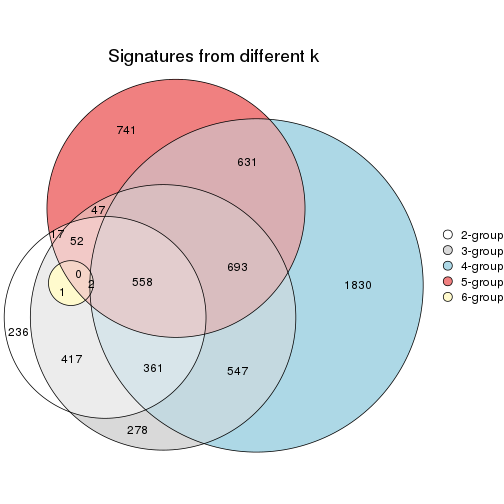 Signatures from different k
741
631
47
17
52
693
0
2
558
1
1830
236
417
361
547
278
2-group
3-group
4-group
5-group
6-group